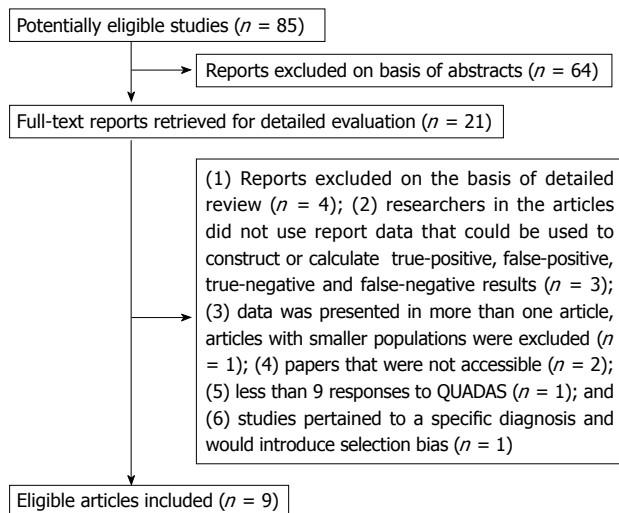 Potentially eligible studies (n = 85)
Reports excluded on basis of abstracts (n = 64)
Full-text reports retrieved for detailed evaluation (n = 21)
(1) Reports excluded on the basis of detailed
review (n = 4); (2) researchers in the articles
did not use report data that could be used to
construct or calculate true-positive, false-positive,
true-negative and false-negative results (n = 3);
(3) data was presented in more than one article,
articles with smaller populations were excluded (n
= 1); (4) papers that were not accessible (n = 2);
(5) less than 9 responses to QUADAS (n = 1); and
(6) studies pertained to a specific diagnosis and
would introduce selection bias (n = 1)
Eligible articles included (n = 9)